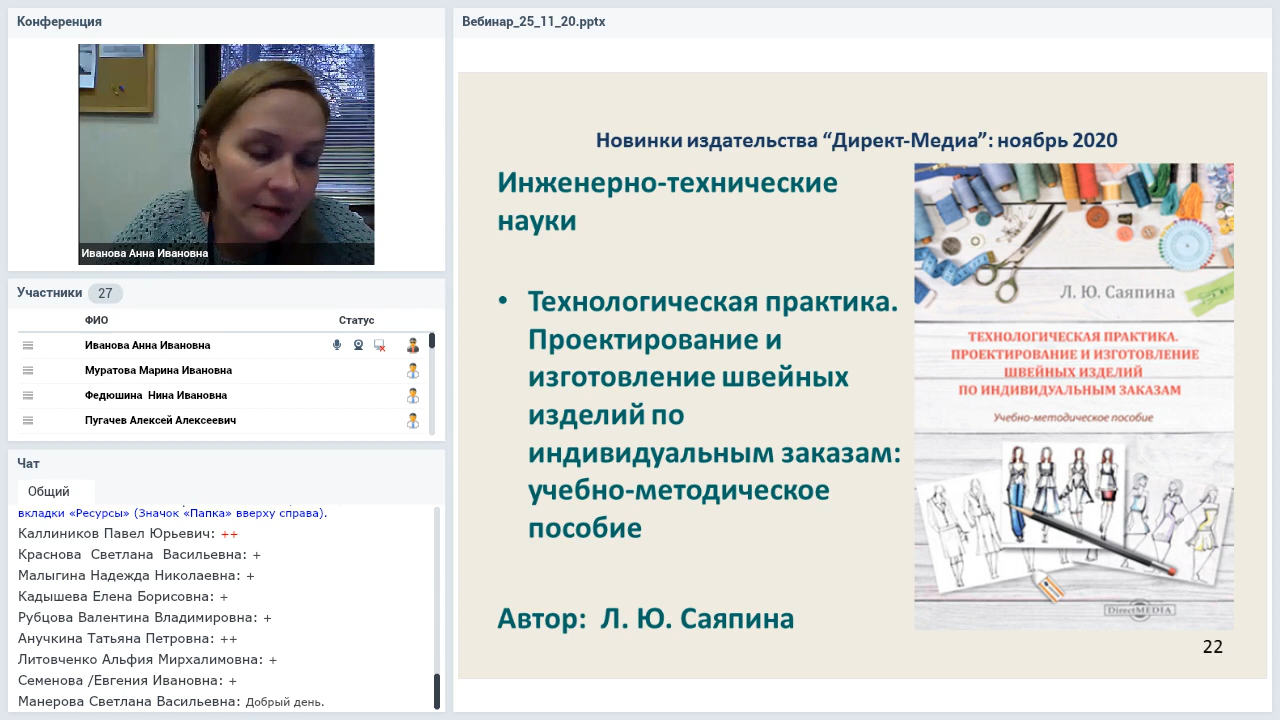 Конференция
Иванова Анна Ивановна
Участники 27
ФИО Статус
Иванова Анна Ивановна
Муратова Марина Ивановна
Федюшина Нина Ивановна
Пугачев Алексей Алексеевич
Чат
Общий
вкладки «Ресурсы» (Значок «Папка» вверху справа).
Каллиников Павел Юрьевич: ++
Краснова Светлана Васильевна: +
Малыгина Надежда Николаевна: +
Кадышева Елена Борисовна: +
Рубцова Валентина Владимировна: +
Анучкина Татьяна Петровна: ++
Литовченко Альфия Мирхалимовна: +
Семенова /Евгения Ивановна: +
Манерова Светлана Васильевна: Добрый день.
Вебинар_25_11_20.pptx
Новинки издательства “Директ-Медиа”: ноябрь 2020
Инженерно-технические
науки
• Технологическая практика.
Проектирование и
изготовление швейных
изделий по
индивидуальным заказам:
учебно-методическое
пособие
Автор: Л. Ю. Саяпина
Л. Ю. Саяпина
ТЕХНОЛОГИЧЕСКАЯ ПРАКТИКА.
ПРОЕКТИРОВАНИЕ И ИЗГОТОВЛЕНИЕ
ШВЕЙНЫХ ИЗДЕЛИЙ
ПО ИНДИВИДУАЛЬНЫМ ЗАКАЗАМ
Учебно-методическое пособие
DirectMEDIA
22